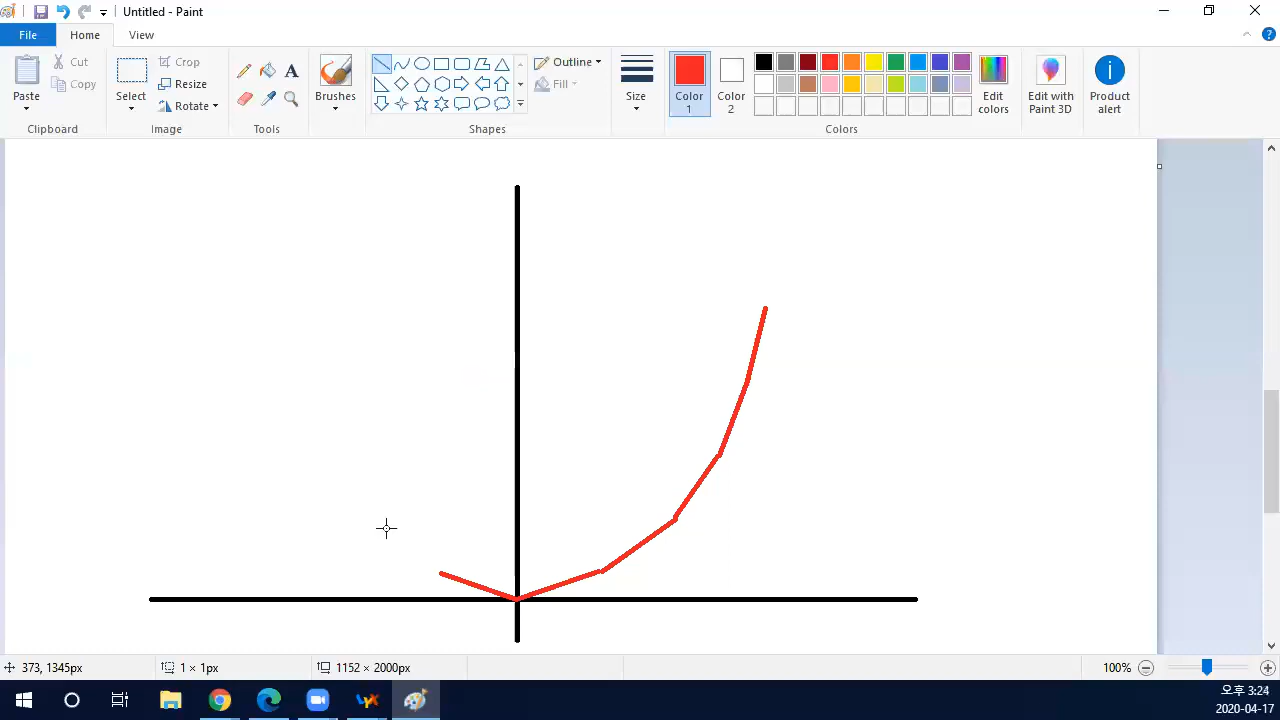 Untitled - Paint
File Home View
Paste
Cut
Copy
Clipboard
Select
Crop
Resize
Rotate
Image
A
Tools
Brushes
Outline
Fill
Shapes
Size
Color 1
Color 2
Edit colors
Colors
Edit with Paint 3D
Product alert
373, 1345px
1 × 1px
1152 × 2000px
100%
오후 3:24
2020-04-17